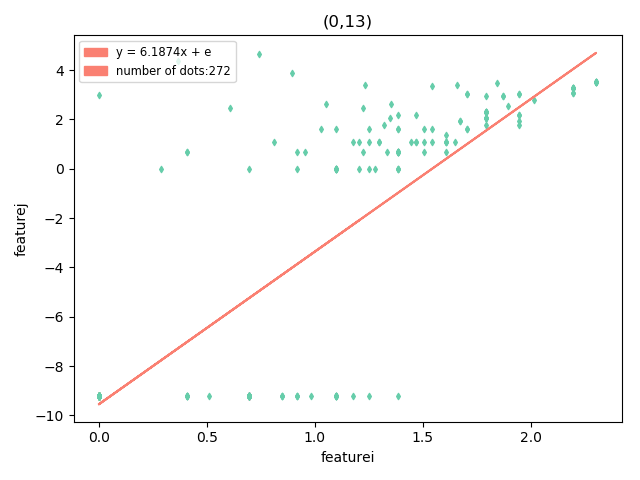 (0,13)
y = 6.1874x + e
number of dots:272
featurej
4
2
0
−2
−4
−6
−8
−10
0.0 0.5 1.0 1.5 2.0
featurei